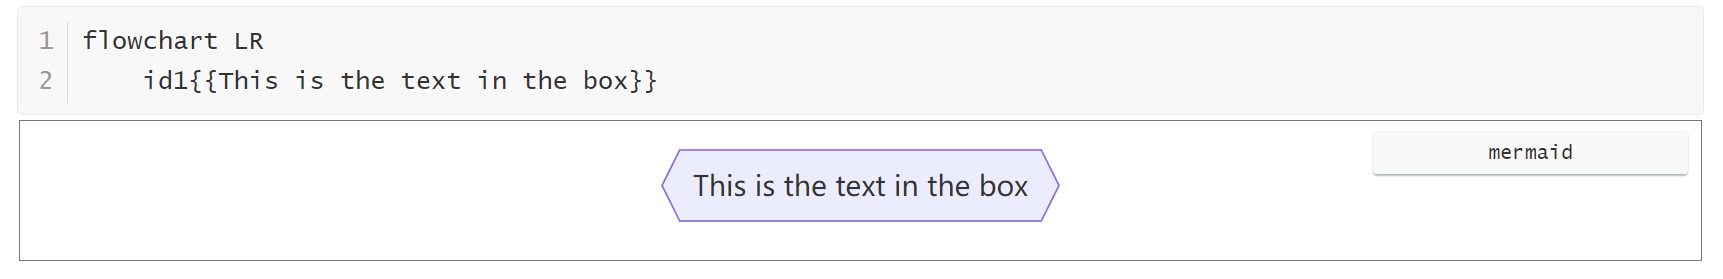 1 flowchart LR
2     id1{{This is the text in the box}}
mermaid
This is the text in the box